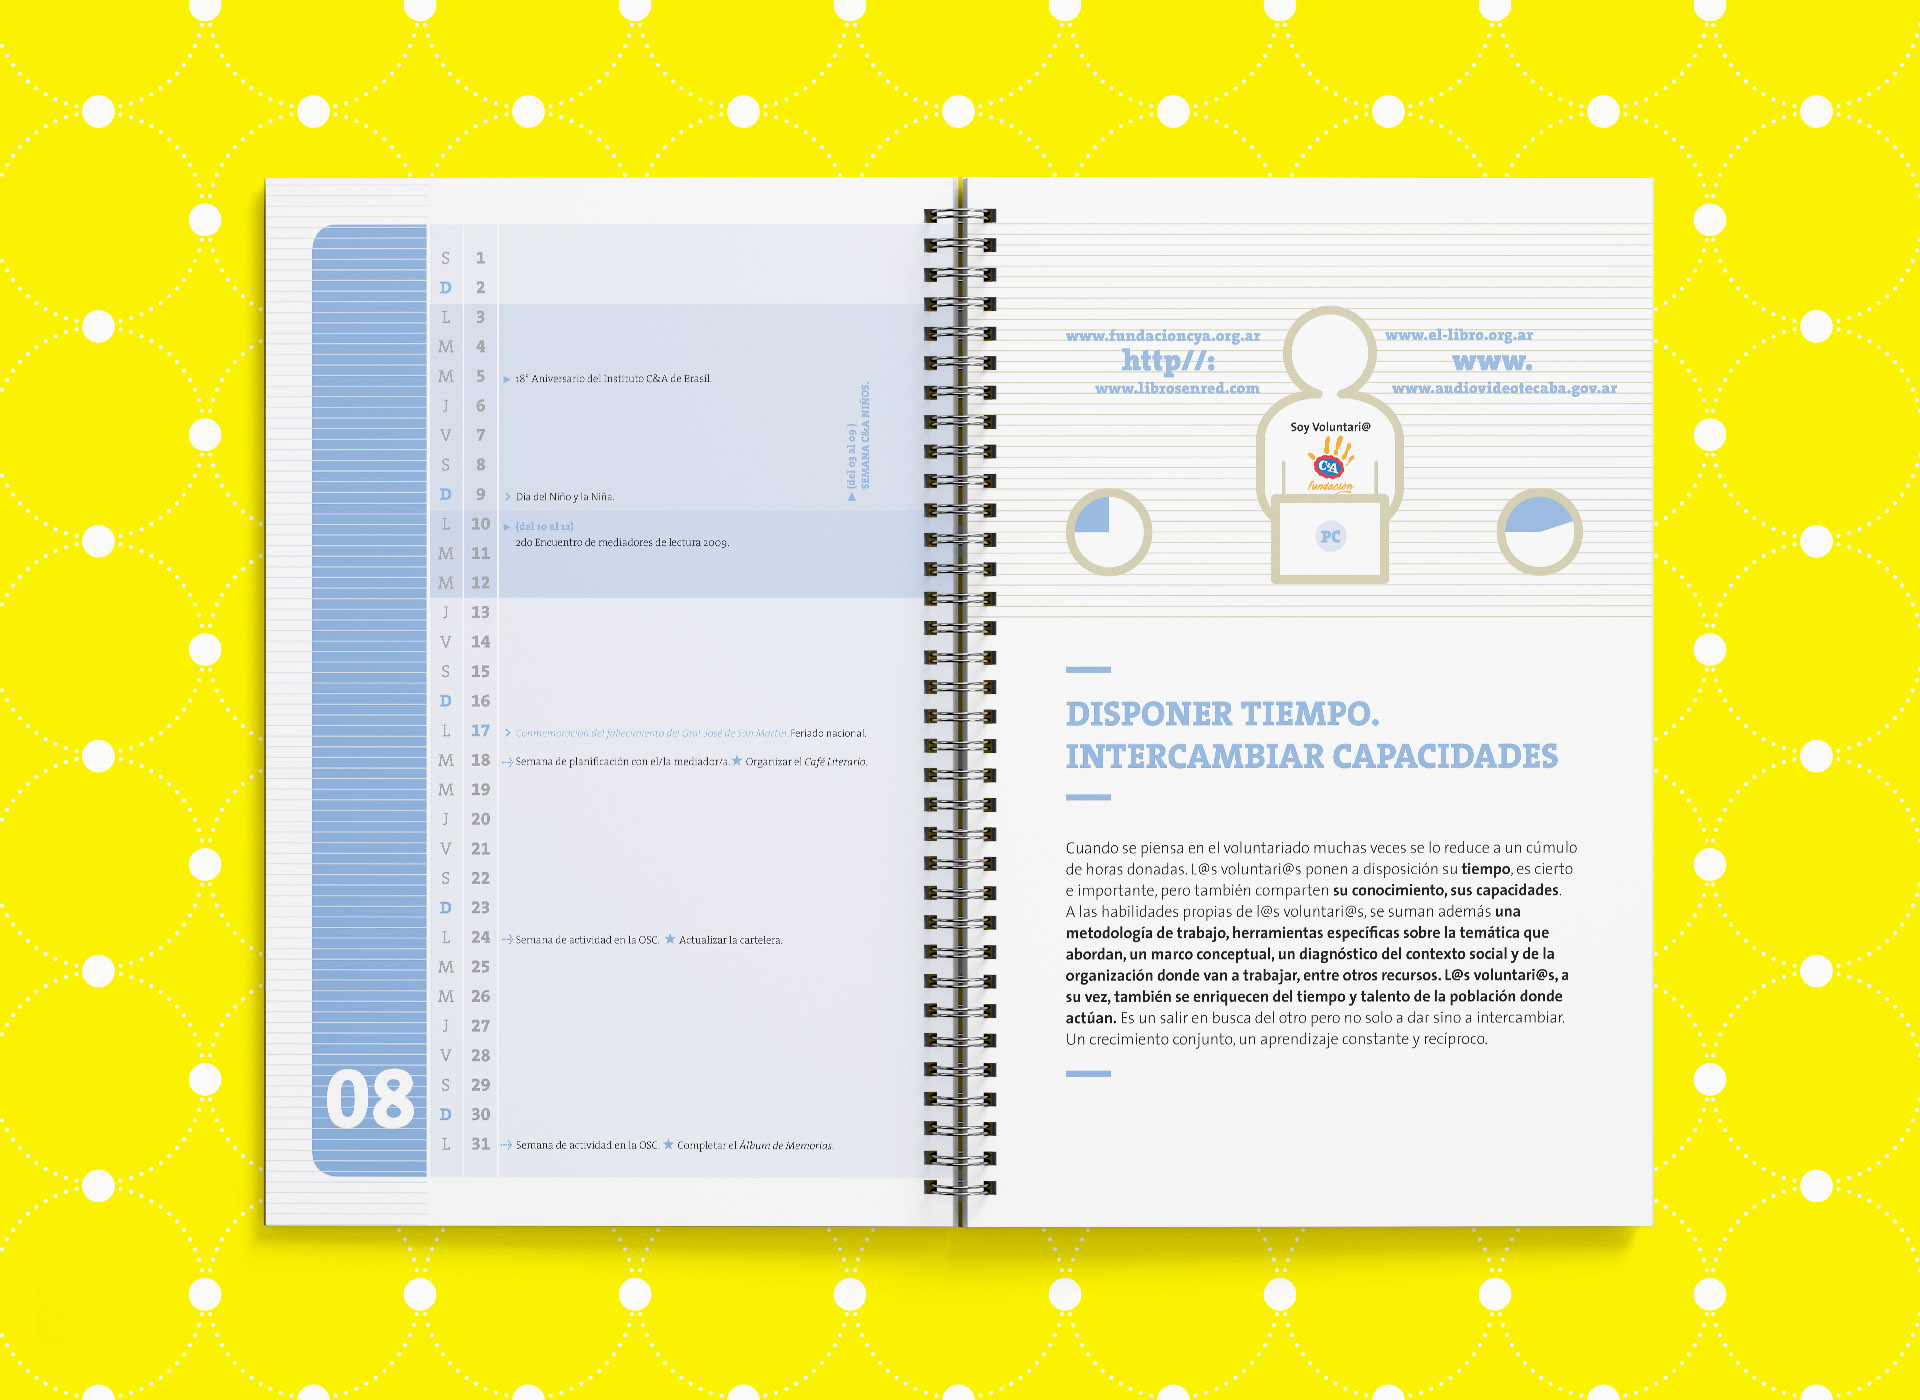 S 1
D 2
L 3
M 4
M 5 18° Aniversario del Instituto C&A de Brasil.
J 6
V 7
S 8
D 9 Dia del Niño y la Niña.
(del 03 al 09 )
SEMANA C&A NIÑOS.
L 10 (del 10 al 12)
2do Encuentro de mediadores de lectura 2009.
M 11
M 12
J 13
V 14
S 15
D 16
L 17 Conmemoración del fallecimiento del Gral. José de San Martín. Feriado nacional.
M 18 Semana de planificación con el/la mediador/a. ★ Organizar el Café Literario.
M 19
J 20
V 21
S 22
D 23
L 24 Semana de actividad en la OSC. ★ Actualizar la cartelera.
M 25
M 26
J 27
V 28
S 29
D 30
L 31 Semana de actividad en la OSC. ★ Completar el Álbum de Memorias.
08
www.fundacioncya.org.ar
http//:
www.librosenred.com
www.el-libro.org.ar
www.
www.audiovideotecaba.gov.ar
Soy Voluntari@
C&A
fundación
PC
DISPONER TIEMPO.
INTERCAMBIAR CAPACIDADES
Cuando se piensa en el voluntariado muchas veces se lo reduce a un cúmulo
de horas donadas. L@s voluntari@s ponen a disposición su tiempo, es cierto
e importante, pero también comparten su conocimiento, sus capacidades.
A las habilidades propias de l@s voluntari@s, se suman además una
metodología de trabajo, herramientas específicas sobre la temática que
abordan, un marco conceptual, un diagnóstico del contexto social y de la
organización donde van a trabajar, entre otros recursos. L@s voluntari@s, a
su vez, también se enriquecen del tiempo y talento de la población donde
actúan. Es un salir en busca del otro pero no solo a dar sino a intercambiar.
Un crecimiento conjunto, un aprendizaje constante y recíproco.